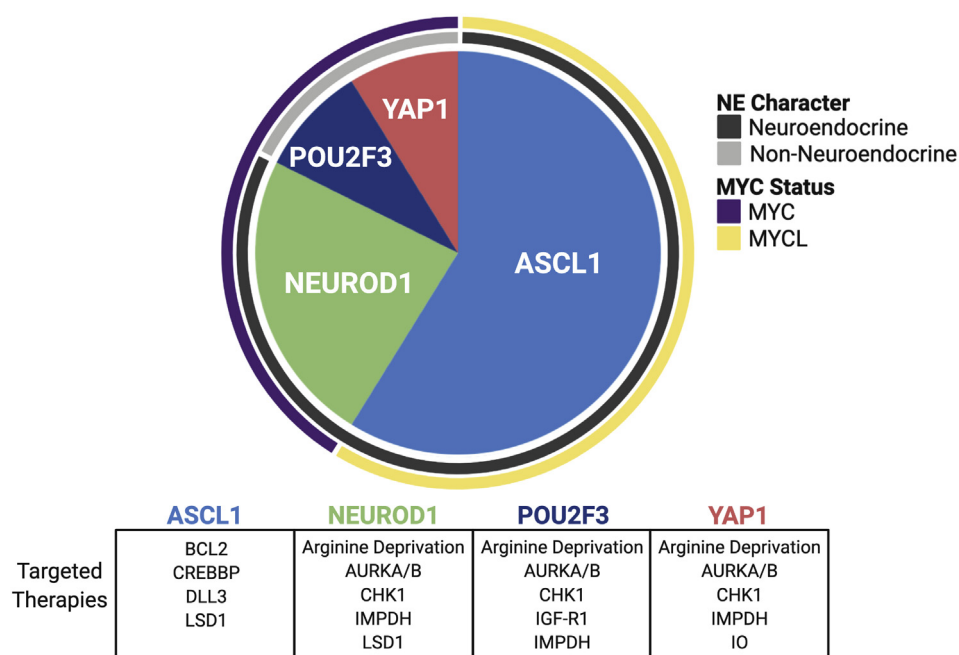 YAP1
POU2F3
NEUROD1
ASCL1
NE Character
Neuroendocrine
Non-Neuroendocrine
MYC Status
MYC
MYCL
ASCL1 NEUROD1 POU2F3 YAP1
Targeted
Therapies
BCL2 Arginine Deprivation Arginine Deprivation Arginine Deprivation
CREBBP AURKA/B AURKA/B AURKA/B
DLL3 CHK1 CHK1 CHK1
LSD1 IMPDH IGF-R1 IMPDH
LSD1 IMPDH IO